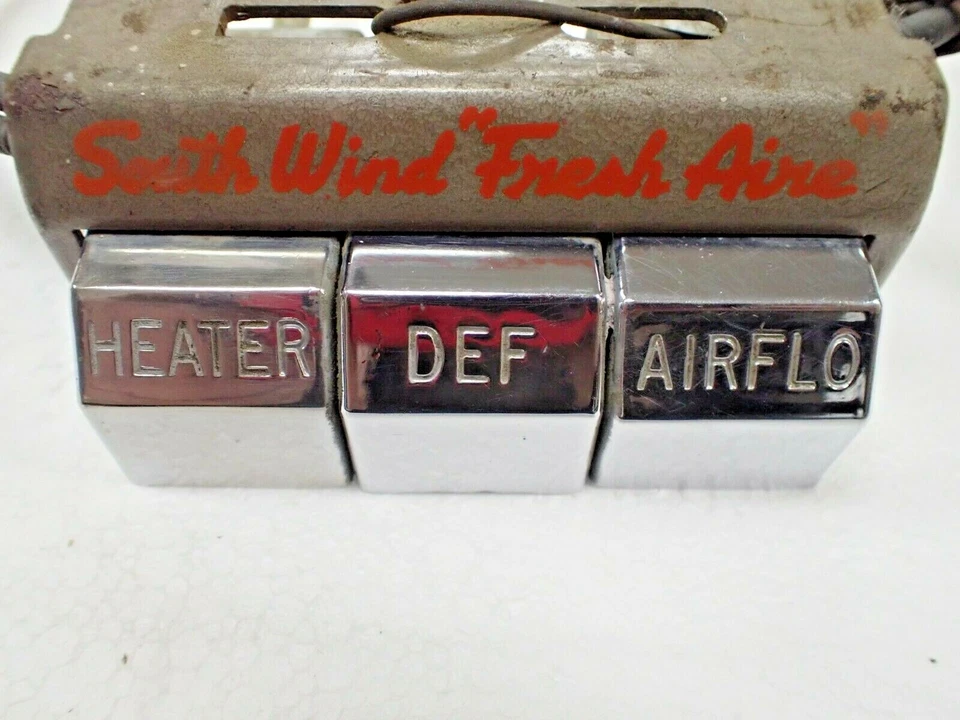 South Wind "Fresh Aire"
HEATER DEF AIRFLO